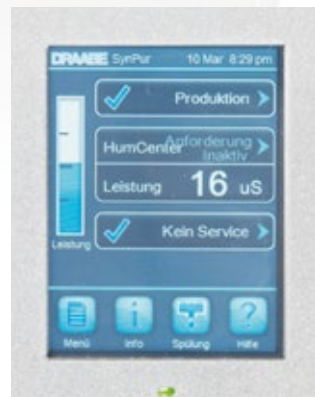 DRAABE SynPur 10 Mar 8:29 pm
Produktion
HumCenter Anforderung
Inaktiv
Leistung 16 uS
Kein Service
Leistung
Menü Info Spülung Hilfe